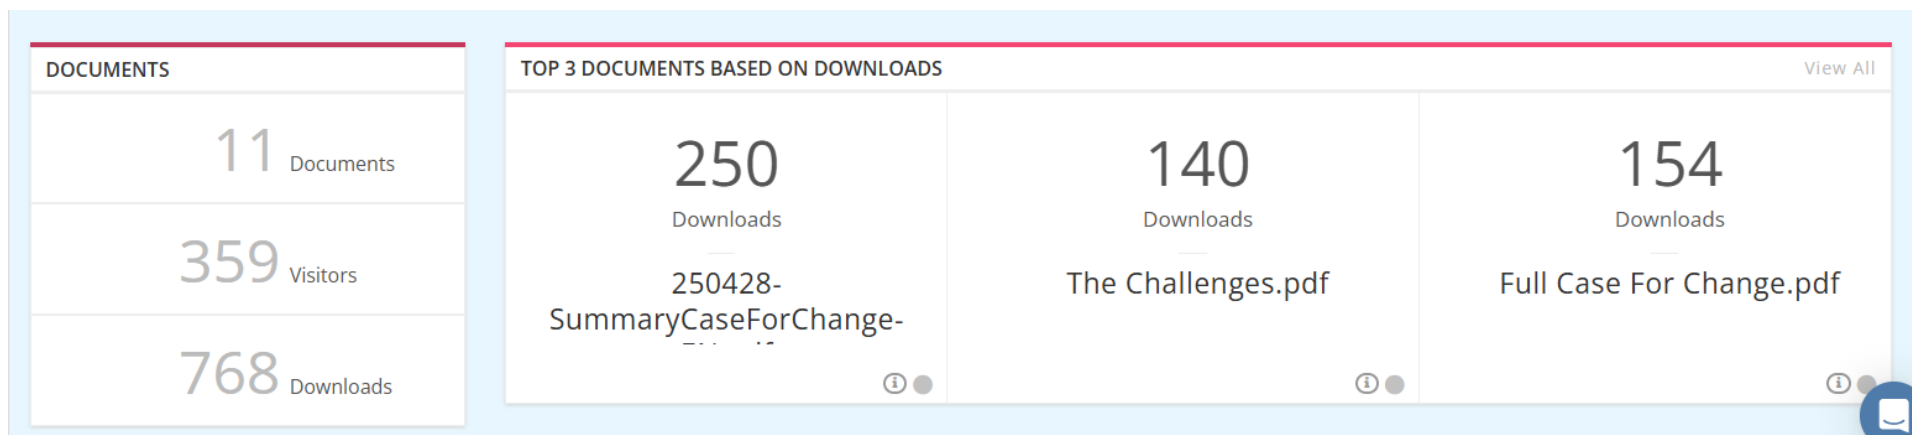 DOCUMENTS
11 Documents
359 Visitors
768 Downloads
TOP 3 DOCUMENTS BASED ON DOWNLOADS
View All
250
Downloads
250428-
SummaryCaseForChange-
140
Downloads
The Challenges.pdf
154
Downloads
Full Case For Change.pdf